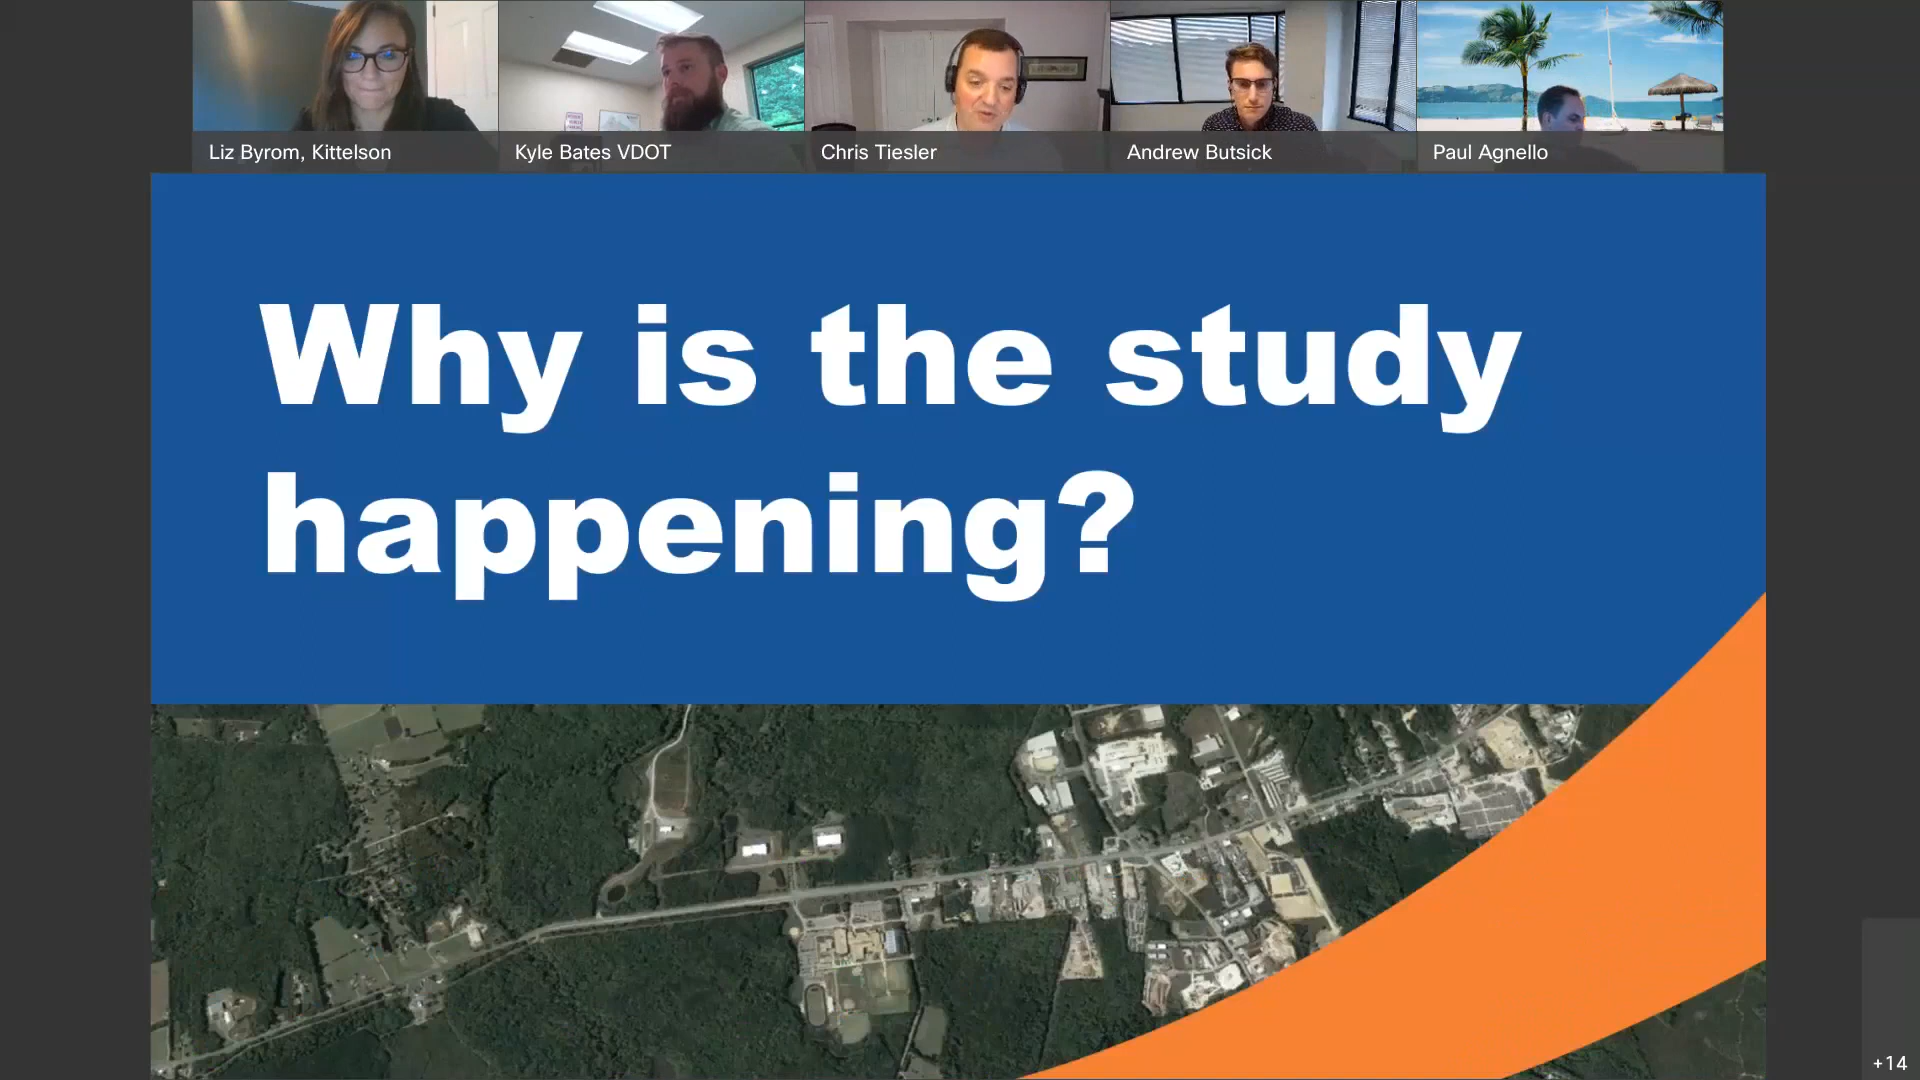 Liz Byrom, Kittelson
Kyle Bates VDOT
Chris Tiesler
Andrew Butsick
Paul Agnello
Why is the study
happening?
+14